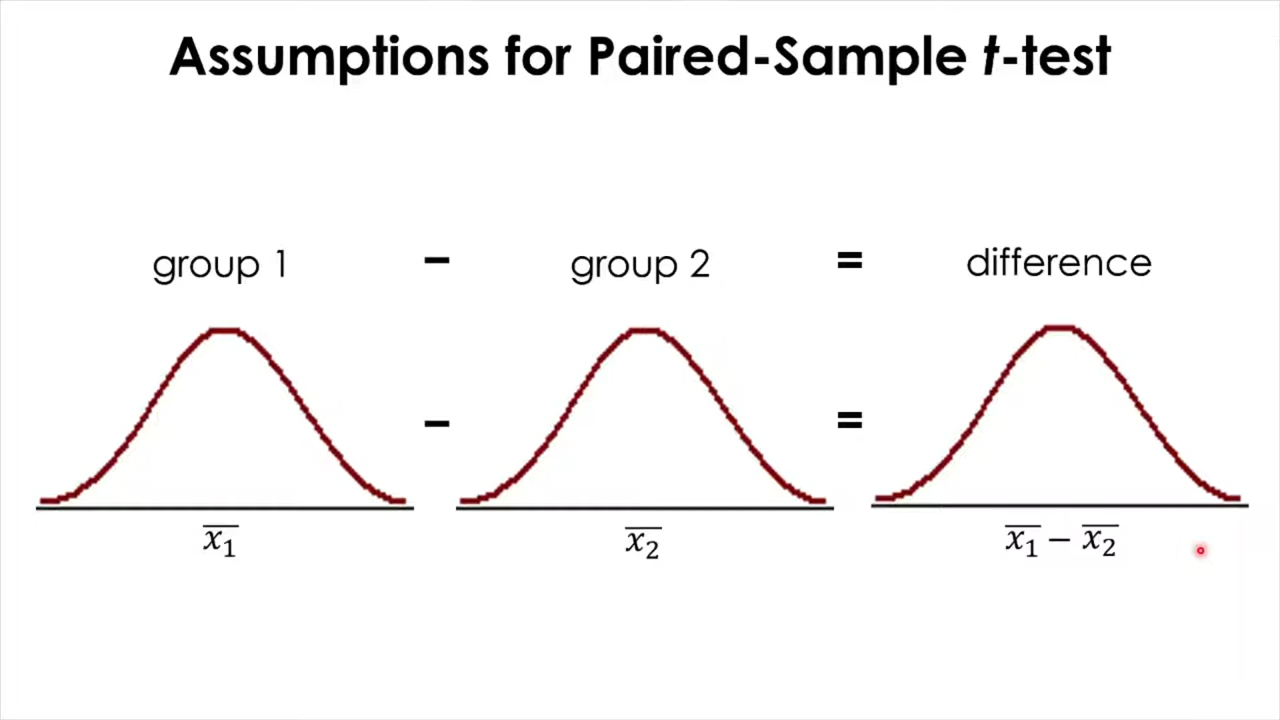 Assumptions for Paired-Sample t-test
group 1 – group 2 = difference
– =
x̅₁ x̅₂ x̅₁ − x̅₂